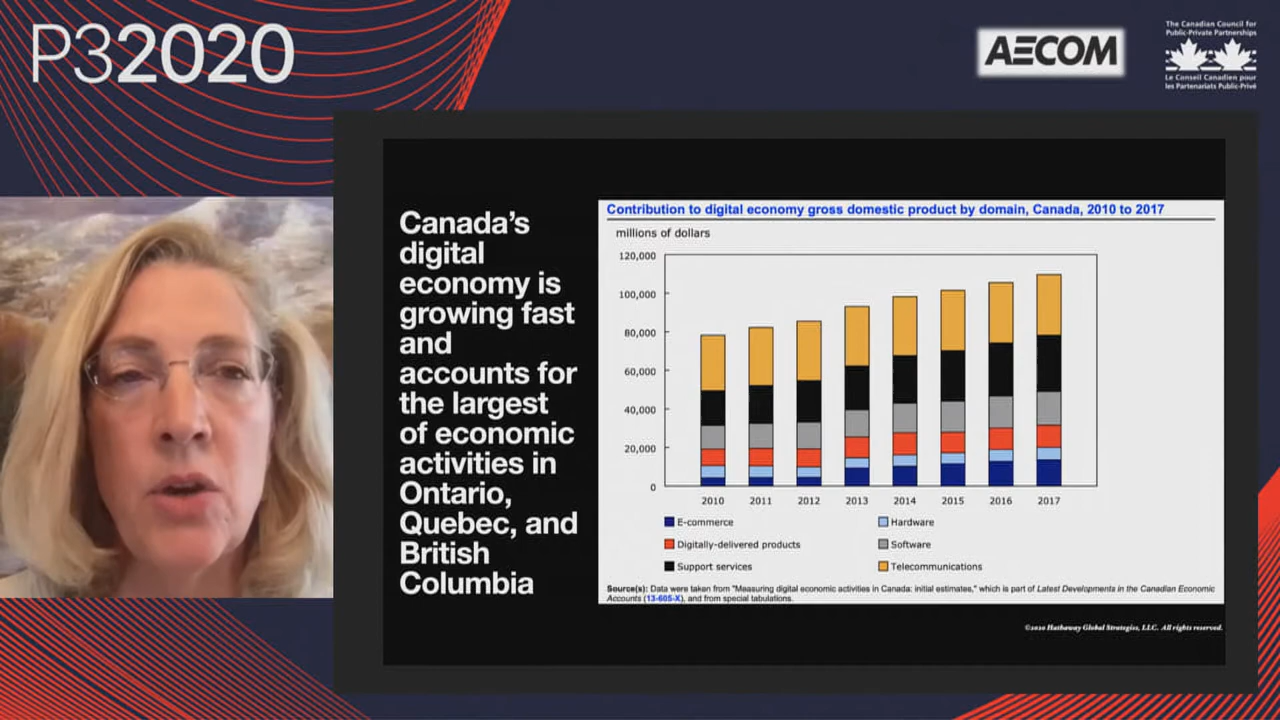 P32020
AECOM
The Canadian Council for
Public-Private Partnerships
Le Conseil Canadien pour
les Partenariats Public-Privé
Canada's
digital
economy is
growing fast
and
accounts for
the largest
of economic
activities in
Ontario,
Quebec, and
British
Columbia
Contribution to digital economy gross domestic product by domain, Canada, 2010 to 2017
millions of dollars
120,000
100,000
80,000
60,000
40,000
20,000
0
2010 2011 2012 2013 2014 2015 2016 2017
E-commerce Hardware
Digitally-delivered products Software
Support services Telecommunications
Source(s): Data were taken from "Measuring digital economic activities in Canada: initial estimates," which is part of Latest Developments in the Canadian Economic
Accounts (13-605-X), and from special tabulations.
©2020 Hathaway Global Strategies, LLC. All rights reserved.